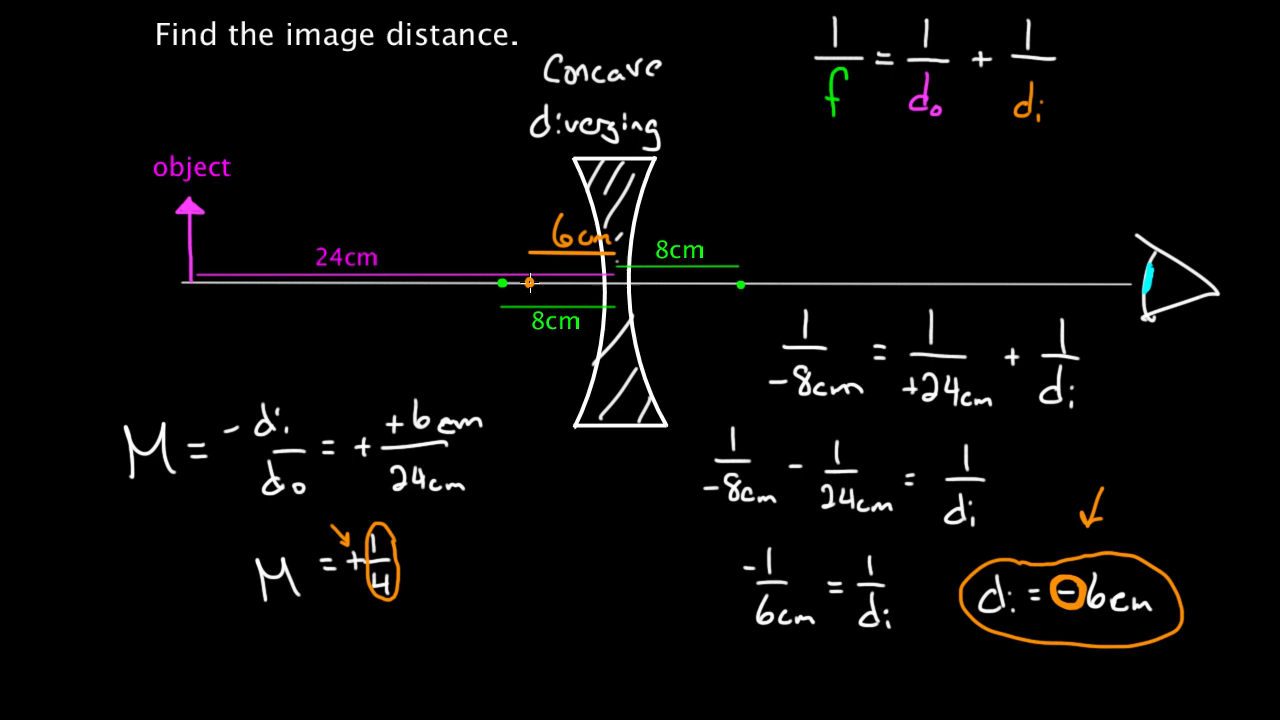 Find the image distance.
Concave
diverging
1/f = 1/do + 1/di
object
6cm
24cm
8cm
8cm
1/-8cm = 1/+24cm + 1/di
M = -di/do = + +6cm/24cm
1/-8cm - 1/24cm = 1/di
M = +1/4
-1/6cm = 1/di
di = -6cm